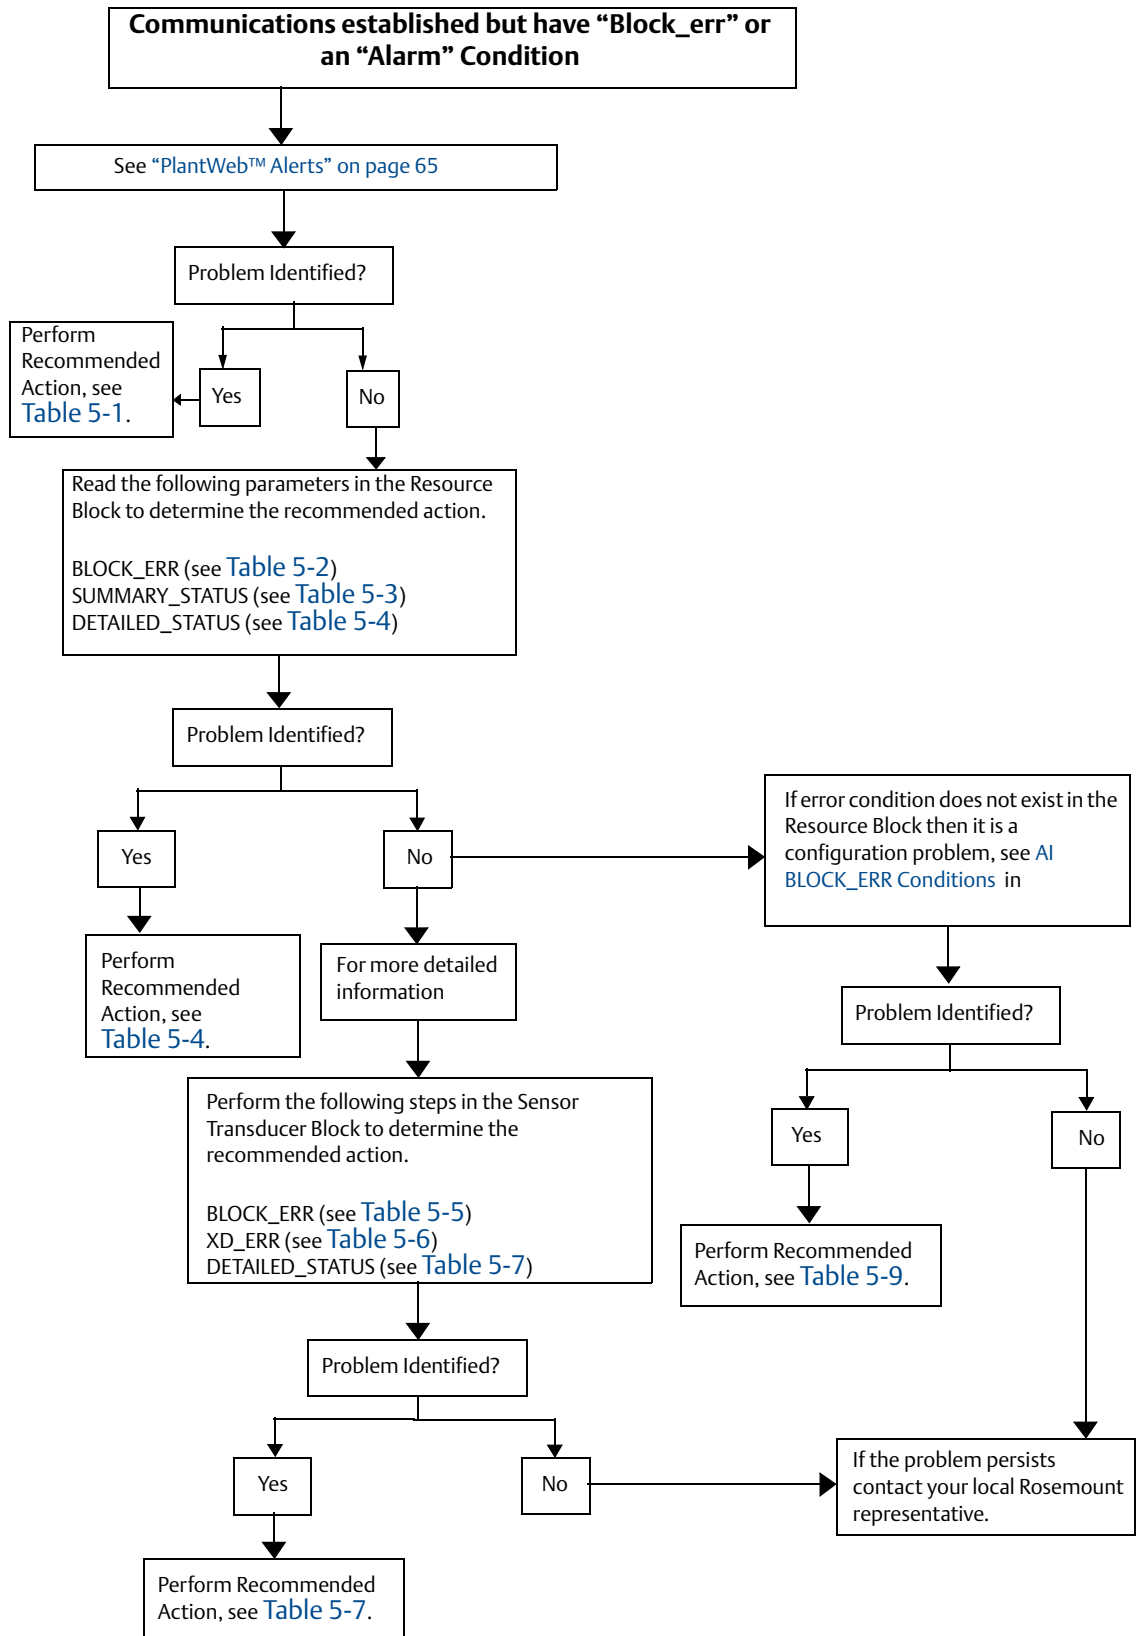 Communications established but have “Block_err” or
an “Alarm” Condition
See “PlantWeb™ Alerts” on page 65
Problem Identified?
Perform
Recommended
Action, see
Table 5-1.
Yes
No
Read the following parameters in the Resource
Block to determine the recommended action.
BLOCK_ERR (see Table 5-2)
SUMMARY_STATUS (see Table 5-3)
DETAILED_STATUS (see Table 5-4)
Problem Identified?
Yes
No
If error condition does not exist in the
Resource Block then it is a
configuration problem, see AI
BLOCK_ERR Conditions in
Perform
Recommended
Action, see
Table 5-4.
For more detailed
information
Problem Identified?
Perform the following steps in the Sensor
Transducer Block to determine the
recommended action.
BLOCK_ERR (see Table 5-5)
XD_ERR (see Table 5-6)
DETAILED_STATUS (see Table 5-7)
Yes
No
Perform Recommended
Action, see Table 5-9.
Problem Identified?
Yes
No
If the problem persists
contact your local Rosemount
representative.
Perform Recommended
Action, see Table 5-7.